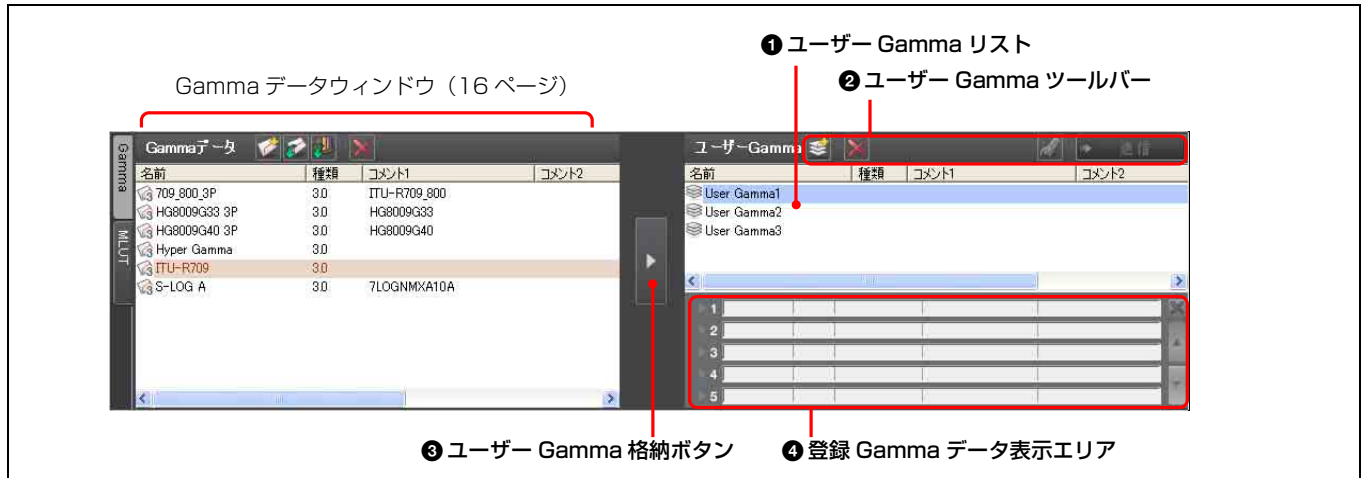 ❶ ユーザー Gamma リスト
❷ ユーザー Gamma ツールバー
Gamma データウィンドウ（16 ページ）
Gamma
MLUT
Gammaデータ
名前 種類 コメント1 コメント2
709_800_3P 3.0 ITU-R709_800
HG8009G33 3P 3.0 HG8009G33
HG8009G40 3P 3.0 HG8009G40
Hyper Gamma 3.0
ITU-R709 3.0
S-LOG A 3.0 7LOGNMXA10A
ユーザーGamma 送信
名前 種類 コメント1 コメント2
User Gamma1
User Gamma2
User Gamma3
1
2
3
4
5
❸ ユーザー Gamma 格納ボタン
❹ 登録 Gamma データ表示エリア